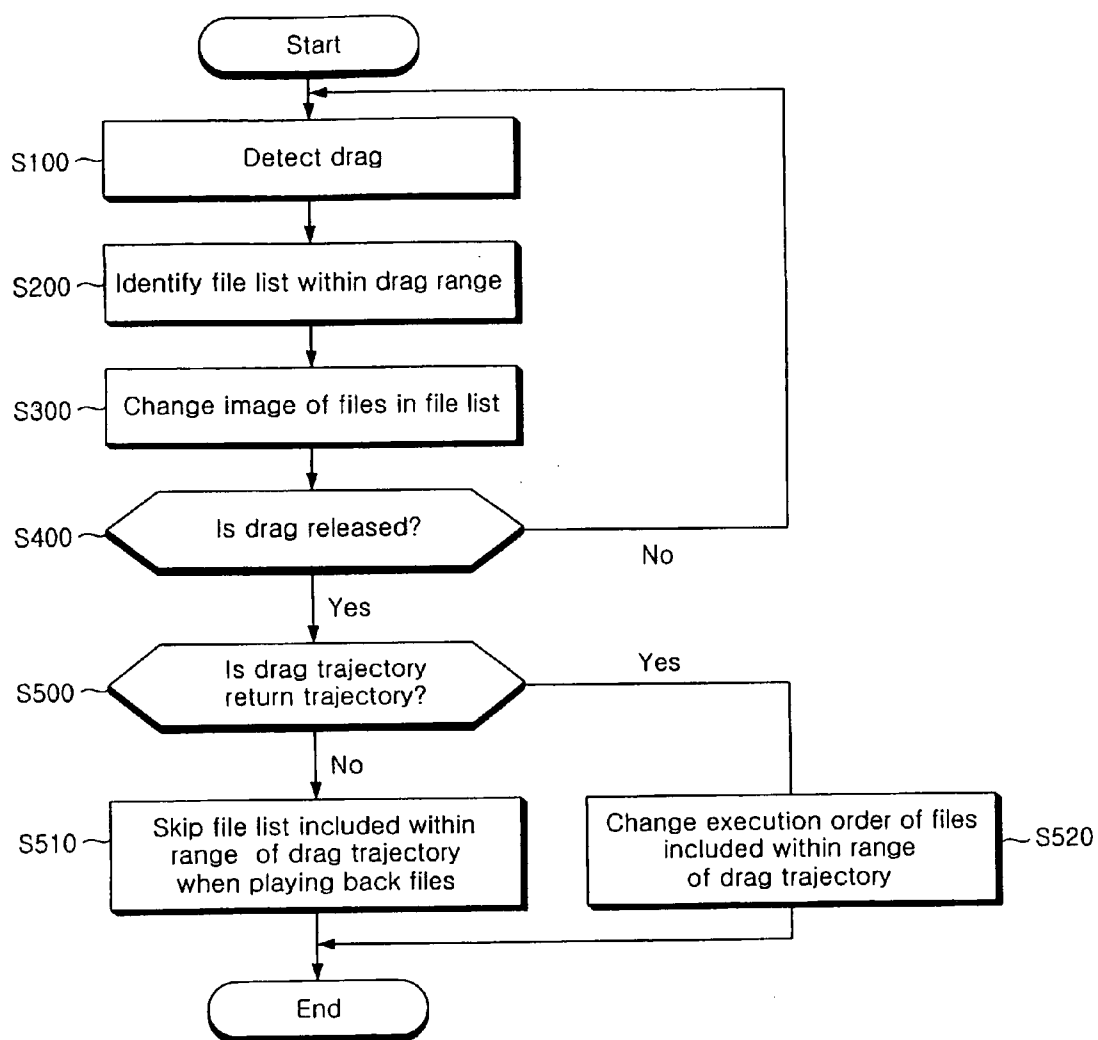 Start
S100
Detect drag
S200
Identify file list within drag range
S300
Change image of files in file list
S400
Is drag released?
No
Yes
S500
Is drag trajectory
return trajectory?
Yes
No
S510
Skip file list included within
range of drag trajectory
when playing back files
Change execution order of files
included within range
of drag trajectory
S520
End